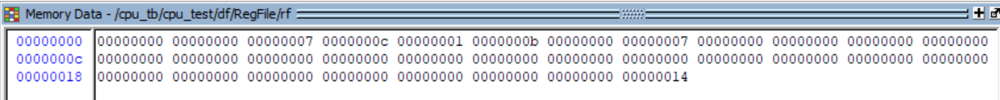 Memory Data - /cpu_tb/cpu_test/df/RegFile/rf
00000000 00000000 00000000 00000007 0000000c 00000001 0000000b 00000000 00000007 00000000 00000000 00000000 00000000
0000000c 00000000 00000000 00000000 00000000 00000000 00000000 00000000 00000000 00000000 00000000 00000000 00000000
00000018 00000000 00000000 00000000 00000000 00000000 00000000 00000000 00000014